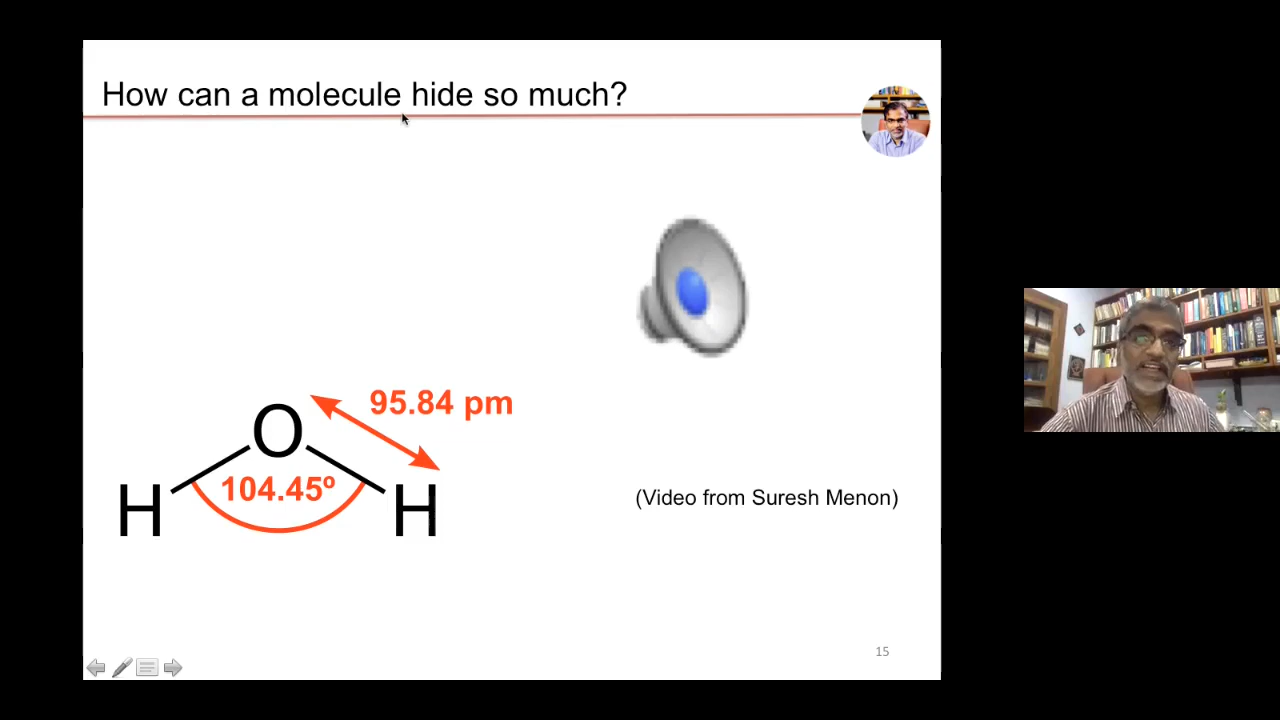 How can a molecule hide so much?
95.84 pm
O
104.45º
H
H
(Video from Suresh Menon)
15